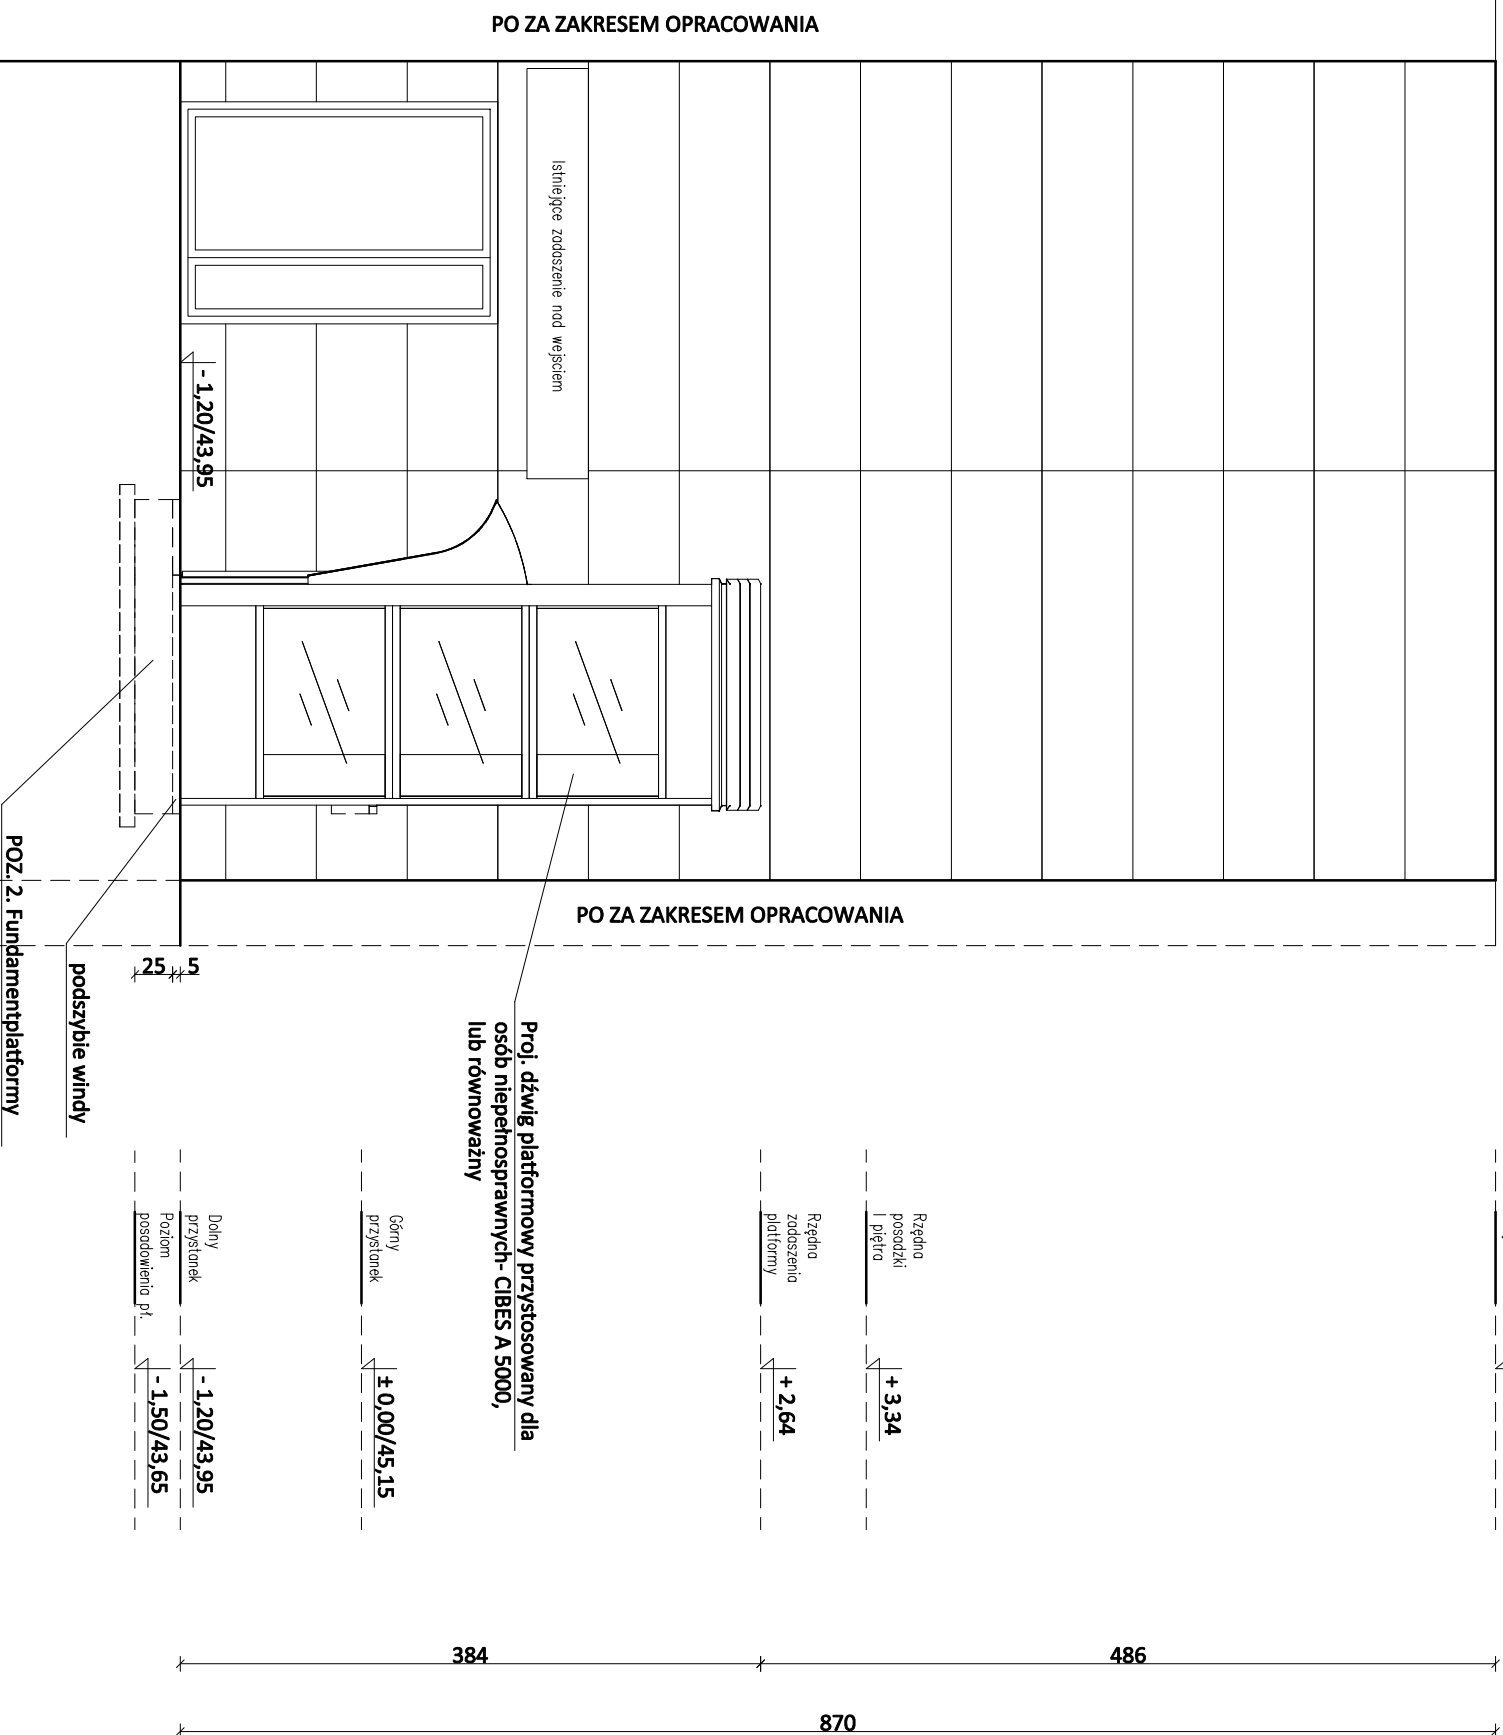 PO ZA ZAKRESEM OPRACOWANIA
Istniejące zadaszenie nad wejsciem
- 1,20/43,95
PO ZA ZAKRESEM OPRACOWANIA
25
5
POZ. 2. Fundamentplatformy
podszybie windy
Proj. dźwig platformowy przystosowany dla
osób niepełnosprawnych- CIBES A 5000,
lub równoważny
Rzędna
posadzki
I piętra
+ 3,34
Rzędna
zadaszenia
platformy
+ 2,64
Górny
przystanek
± 0,00/45,15
Dolny
przystanek
- 1,20/43,95
Poziom
posadowienia pł.
- 1,50/43,65
384
486
870